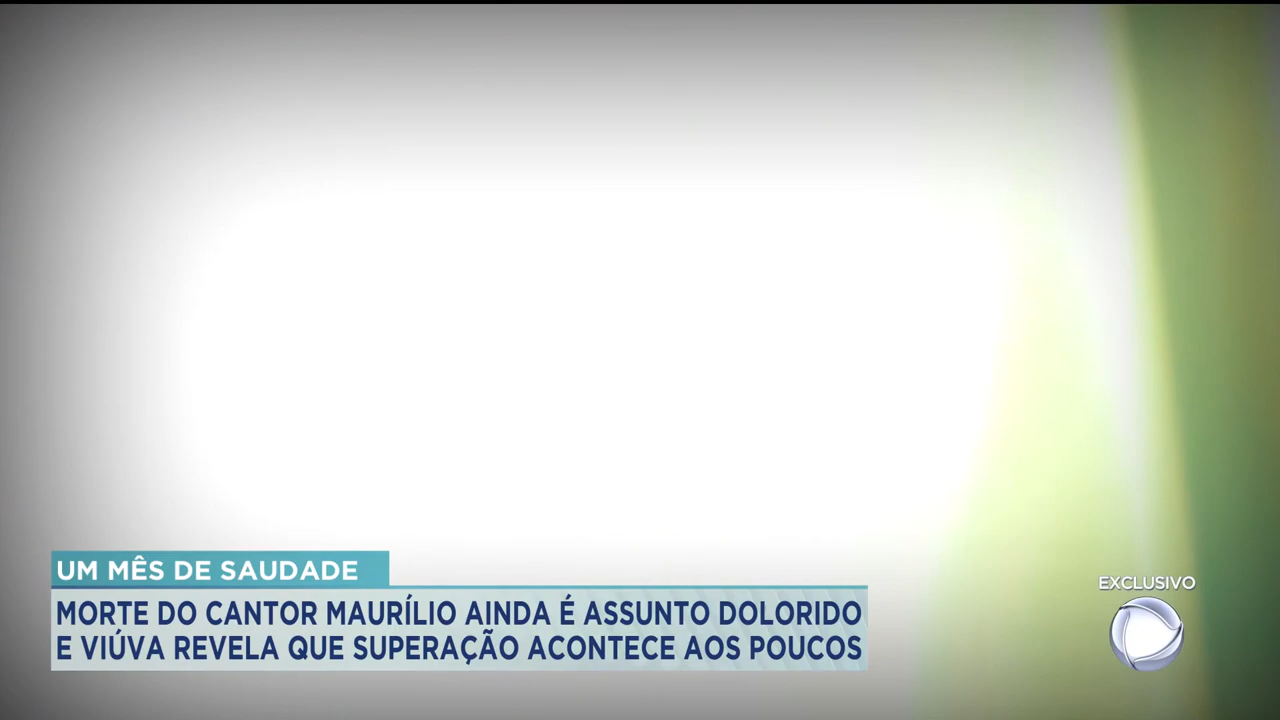 UM MÊS DE SAUDADE
MORTE DO CANTOR MAURÍLIO AINDA É ASSUNTO DOLORIDO
E VIÚVA REVELA QUE SUPERAÇÃO ACONTECE AOS POUCOS
EXCLUSIVO